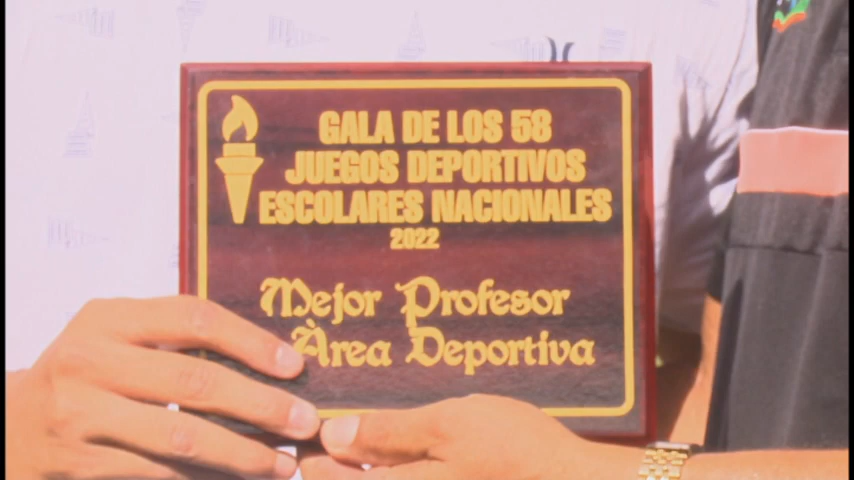 GALA DE LOS 58
JUEGOS DEPORTIVOS
ESCOLARES NACIONALES
2022
Mejor Profesor
Àrea Deportiva